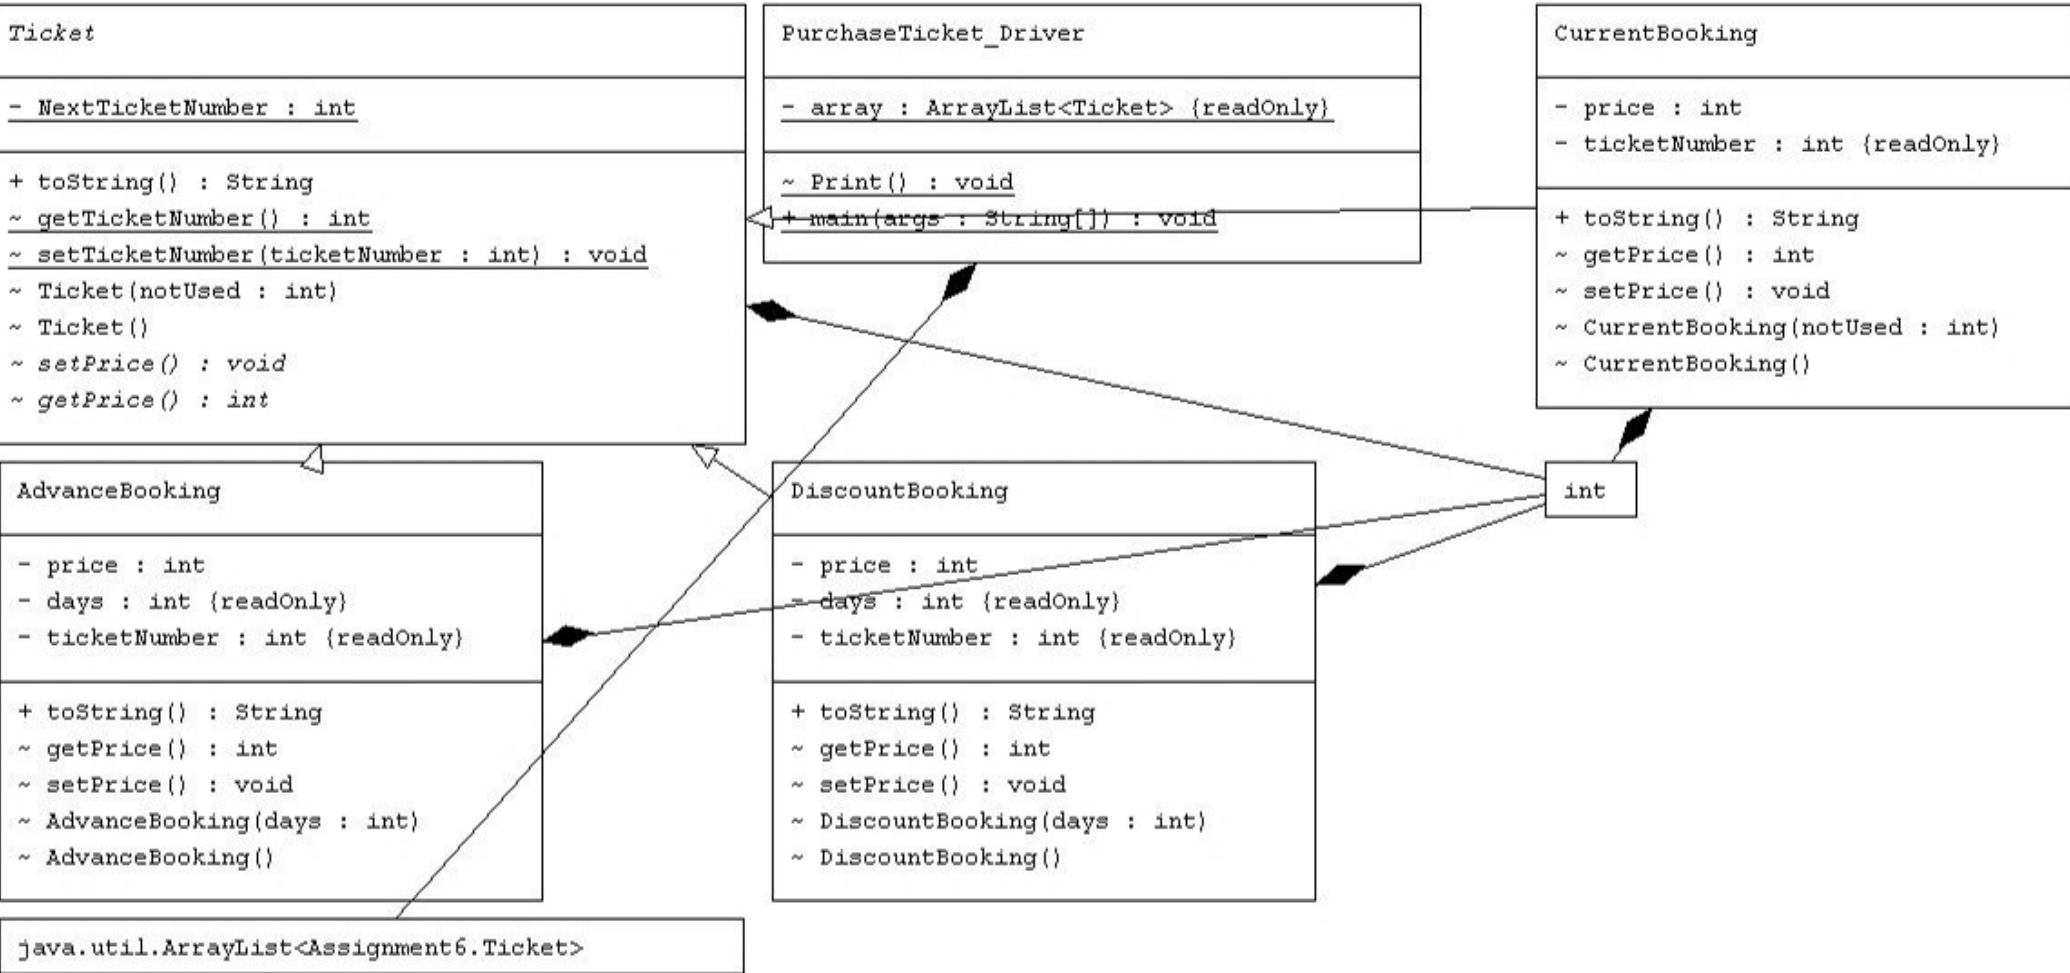 Ticket
- NextTicketNumber : int
+ toString() : String
~ getTicketNumber() : int
~ setTicketNumber(ticketNumber : int) : void
~ Ticket(notUsed : int)
~ Ticket()
~ setPrice() : void
~ getPrice() : int
PurchaseTicket_Driver
- array : ArrayList<Ticket> {readOnly}
~ Print() : void
+ main(args : String[]) : void
CurrentBooking
- price : int
- ticketNumber : int {readOnly}
+ toString() : String
~ getPrice() : int
~ setPrice() : void
~ CurrentBooking(notUsed : int)
~ CurrentBooking()
AdvanceBooking
- price : int
- days : int {readOnly}
- ticketNumber : int {readOnly}
+ toString() : String
~ getPrice() : int
~ setPrice() : void
~ AdvanceBooking(days : int)
~ AdvanceBooking()
DiscountBooking
- price : int
- days : int {readOnly}
- ticketNumber : int {readOnly}
+ toString() : String
~ getPrice() : int
~ setPrice() : void
~ DiscountBooking(days : int)
~ DiscountBooking()
int
java.util.ArrayList<Assignment6.Ticket>